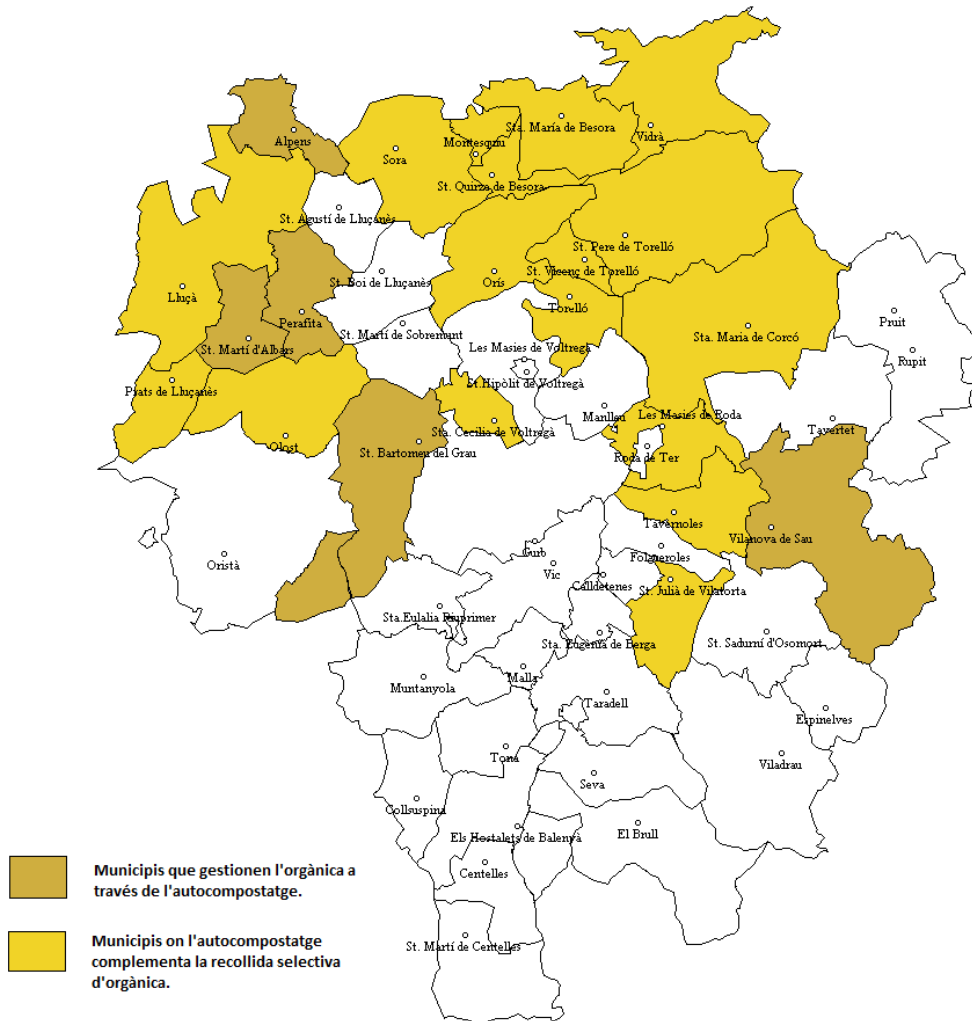 Alpens
Sora
Montesquiu
Sta. María de Besora
Vidrà
St. Quirza de Besora
St. Agustí de Lluçanès
St. Pere de Torelló
St. Boi de Lluçanès
Orís
St. Vicenç de Torelló
Lluçà
Torelló
Pruit
Perafita
St. Martí de Sobremunt
Sta. Maria de Corcó
St. Martí d'Albars
Les Masies de Voltregà
Rupit
St.Hipòlit de Voltregà
Prats de Lluçanès
Manlleu
Les Masies de Roda
Tavertet
Sta. Cecilia de Voltregà
Olost
St. Bartomeu del Grau
Roda de Ter
Tavèrnoles
Vilanova de Sau
Gurb
Folgueroles
Oristà
Vic
Calldetenes
St. Julià de Vilatorta
Sta.Eulalia Riuprimer
Sta. Eugènia de Berga
St. Sadurní d'Osomort
Malla
Muntanyola
Taradell
Espinelves
Tona
Viladrau
Seva
Collsuspina
Els Hostalets de Balenyà
El Brull
Centelles
St. Martí de Centelles
Municipis que gestionen l'orgànica a
través de l'autocompostatge.
Municipis on l'autocompostatge
complementa la recollida selectiva
d'orgànica.